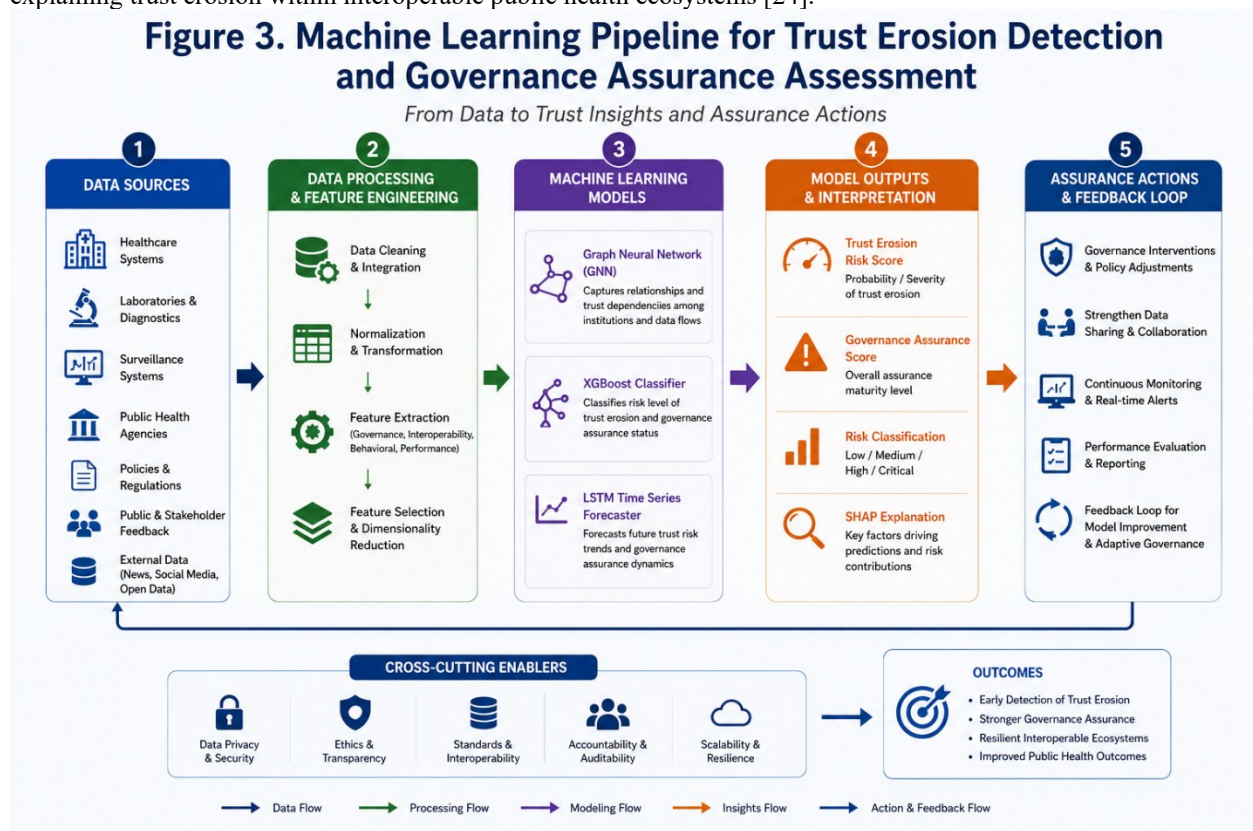 explaining trust erosion within interoperable public health ecosystems [24].
Figure 3. Machine Learning Pipeline for Trust Erosion Detection
and Governance Assurance Assessment
From Data to Trust Insights and Assurance Actions
1
DATA SOURCES
Healthcare
Systems
Laboratories &
Diagnostics
Surveillance
Systems
Public Health
Agencies
Policies &
Regulations
Public & Stakeholder
Feedback
External Data
(News, Social Media,
Open Data)
2
DATA PROCESSING
& FEATURE ENGINEERING
Data Cleaning
& Integration
Normalization
& Transformation
Feature Extraction
(Governance, Interoperability,
Behavioral, Performance)
Feature Selection
& Dimensionality
Reduction
3
MACHINE LEARNING
MODELS
Graph Neural Network
(GNN)
Captures relationships and
trust dependenciies among
institutions and data flows
XGBoost Classifier
Classifies risk level of
trust erosion and governance
assurance status
LSTM Time Series
Forecaster
Forecasts future trust risk
trends and governance
assurance dynamics
4
MODEL OUTPUTS
& INTERPRETATION
Trust Erosion
Risk Score
Probability / Severity
of trust erosion
Governance Assurance
Score
Overall assurance
maturity level
Risk Classification
Low / Medium /
High / Critical
SHAP Explanation
Key factors driving
predictions and risk
contributions
5
ASSURANCE ACTIONS
& FEEDBACK LOOP
Governance Interventions
& Policy Adjustments
Strengthen Data
Sharing & Collaboration
Continuous Monitoring
& Real-time Alerts
Performance Evaluation
& Reporting
Feedback Loop for
Model Improvement
& Adaptive Governance
CROSS-CUTTING ENABLERS
Data Privacy
& Security
Ethics &
Transparency
Standards &
Interoperability
Accountability &
Auditability
Scalability &
Resilience
OUTCOMES
• Early Detection of Trust Erosion
• Stronger Governance Assurance
• Resilient Interoperable Ecosystems
• Improved Public Health Outcomes
Data Flow
Processing Flow
Modeling Flow
Insights Flow
Action & Feedback Flow